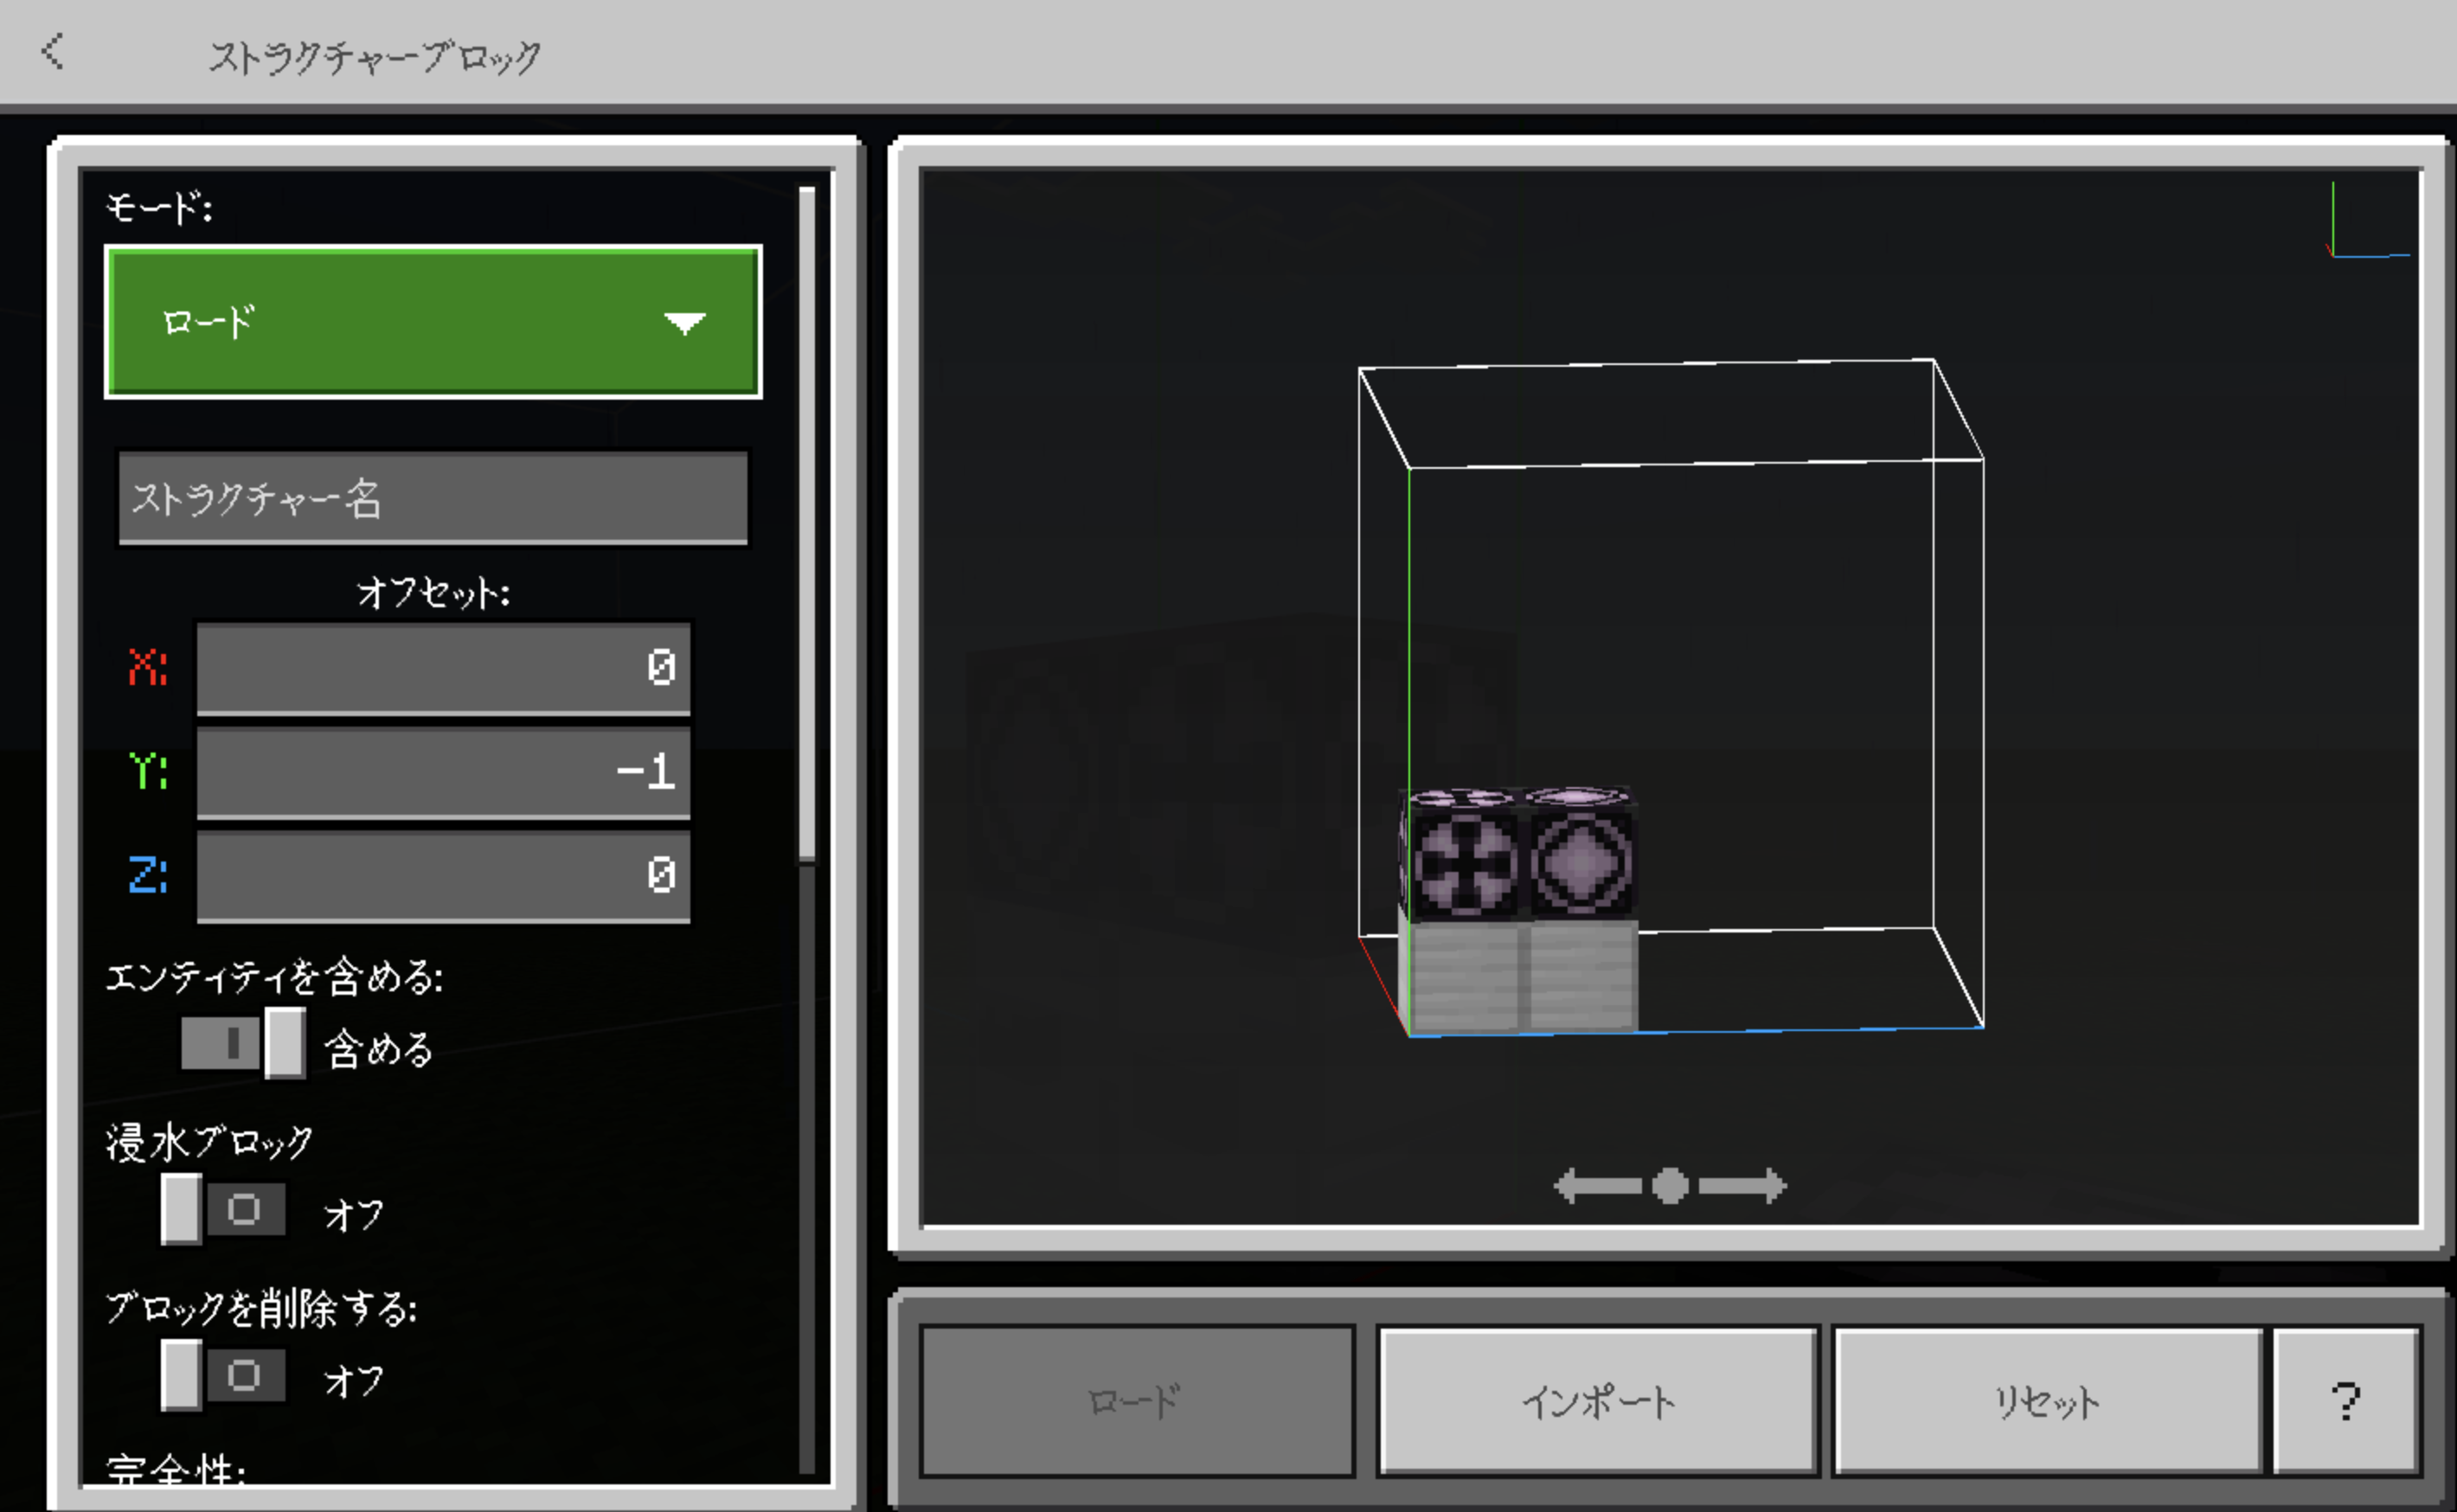 ストラクチャーブロック
モード:
ロード
ストラクチャー名
オフセット:
X: 0
Y: -1
Z: 0
エンティティを含める:
含める
浸水ブロック
オフ
ブロックを削除する:
オフ
完全性:
ロード
インポート
リセット
?